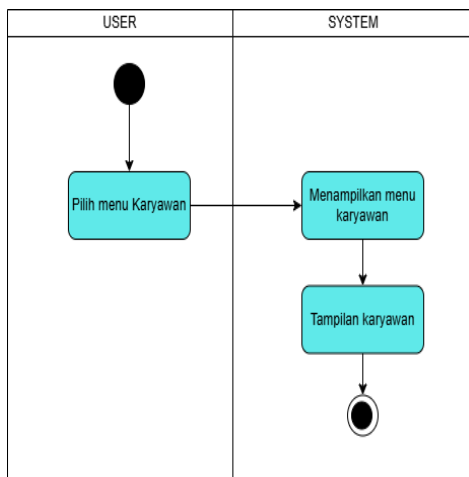 USER
SYSTEM
Pilih menu Karyawan
Menampilkan menu
karyawan
Tampilan karyawan